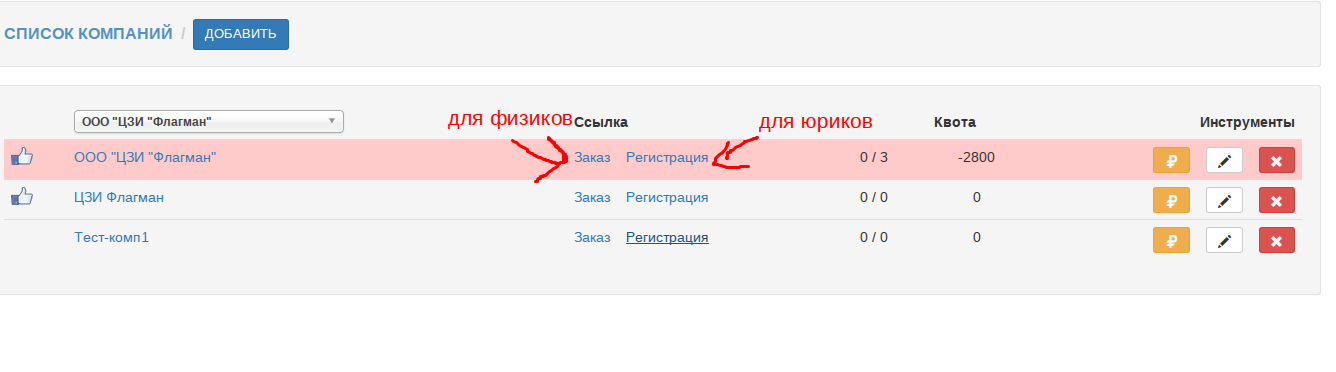 СПИСОК КОМПАНИЙ / ДОБАВИТЬ
ООО "ЦЗИ "Флагман" для физиков Ссылка для юриков Квота Инструменты
ООО "ЦЗИ "Флагман" Заказ Регистрация 0 / 3 -2800 ₽
ЦЗИ Флагман Заказ Регистрация 0 / 0 0 ₽
Тест-комп1 Заказ Регистрация 0 / 0 0 ₽